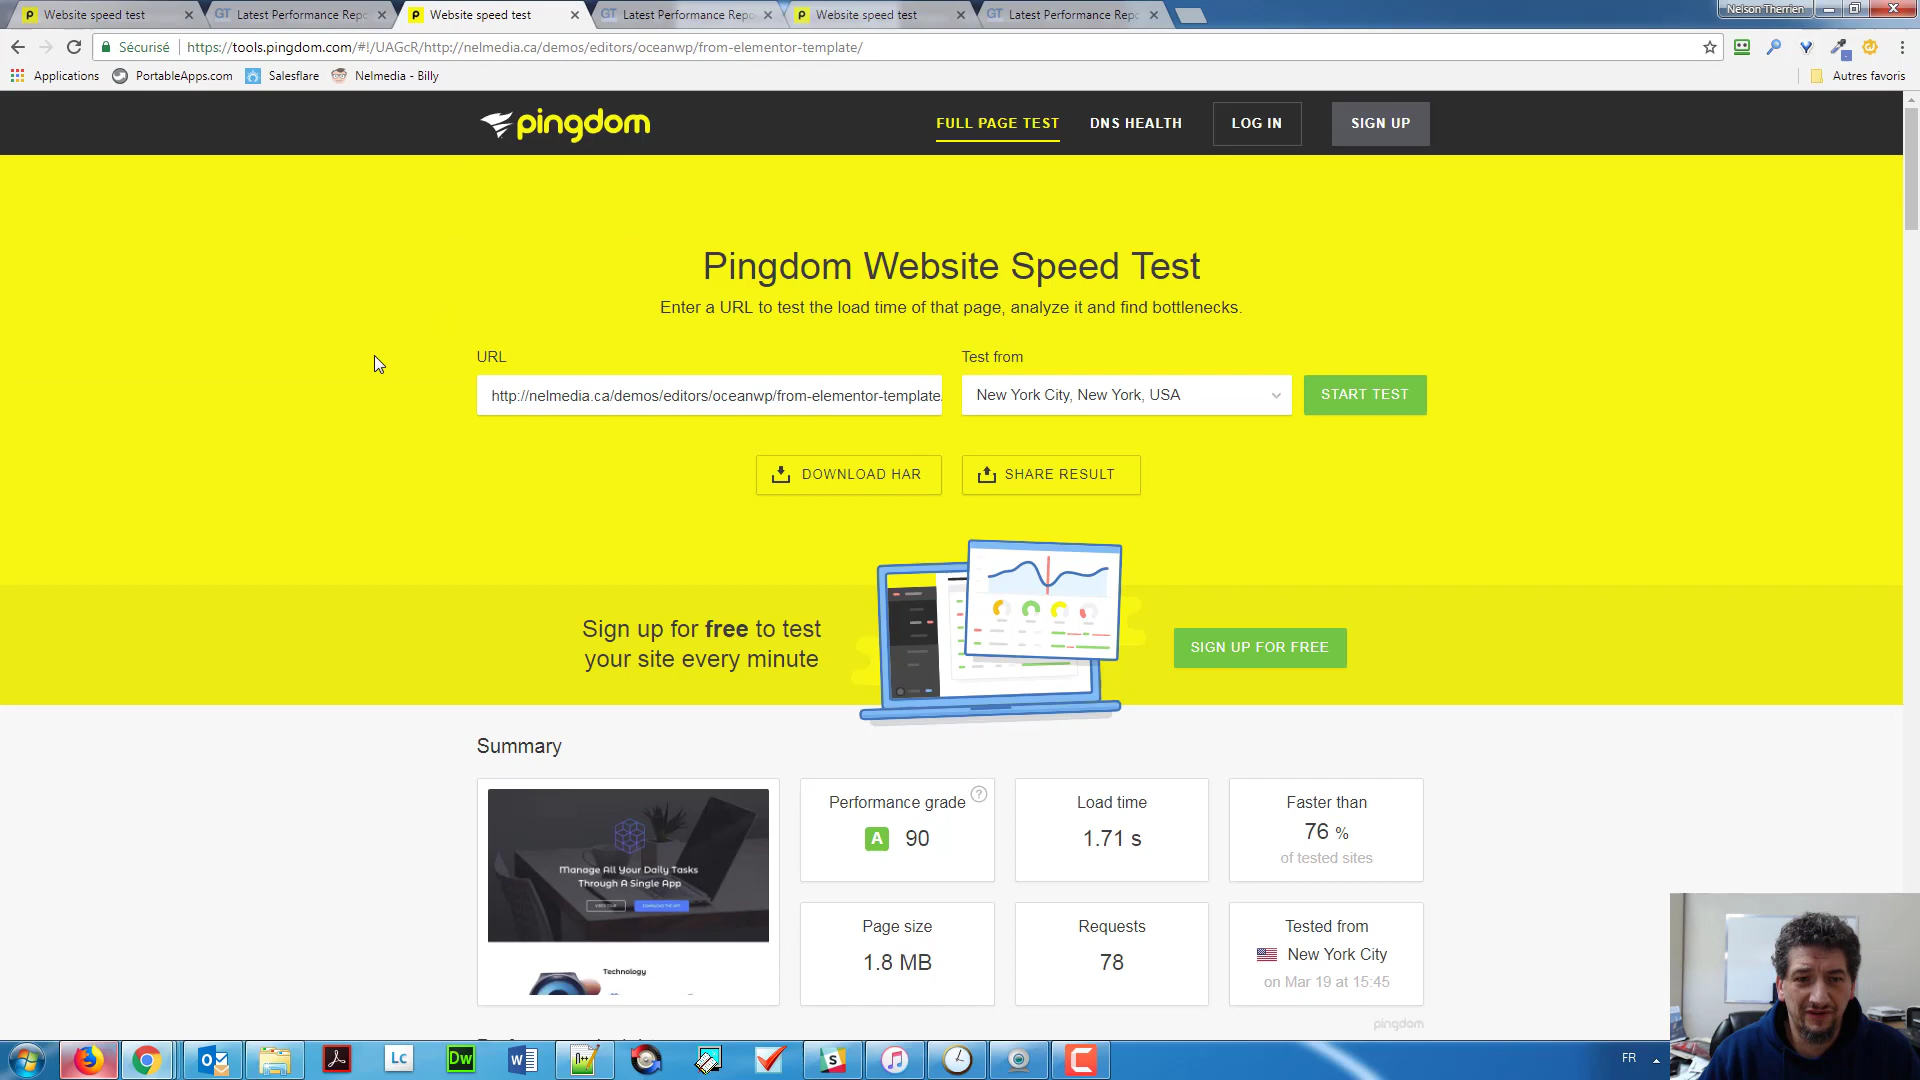 Website speed test
Latest Performance Repo
Website speed test
Latest Performance Repo
Website speed test
Latest Performance Repo
Nelson Therrien
Sécurisé
https://tools.pingdom.com/#!/UAGcR/http://nelmedia.ca/demos/editors/oceanwp/from-elementor-template/
Applications
PortableApps.com
Salesflare
Nelmedia - Billy
Autres favoris
pingdom
FULL PAGE TEST
DNS HEALTH
LOG IN
SIGN UP
Pingdom Website Speed Test
Enter a URL to test the load time of that page, analyze it and find bottlenecks.
URL
Test from
http://nelmedia.ca/demos/editors/oceanwp/from-elementor-template
New York City, New York, USA
START TEST
DOWNLOAD HAR
SHARE RESULT
Sign up for free to test
your site every minute
SIGN UP FOR FREE
Summary
Manage All Your Daily Tasks
Through A Single App
VIDEO TOUR
DOWNLOAD THE APP
Technology
Performance grade
A 90
Load time
1.71 s
Faster than
76 %
of tested sites
Page size
1.8 MB
Requests
78
Tested from
New York City
on Mar 19 at 15:45
pingdom
Lc
Dw
FR